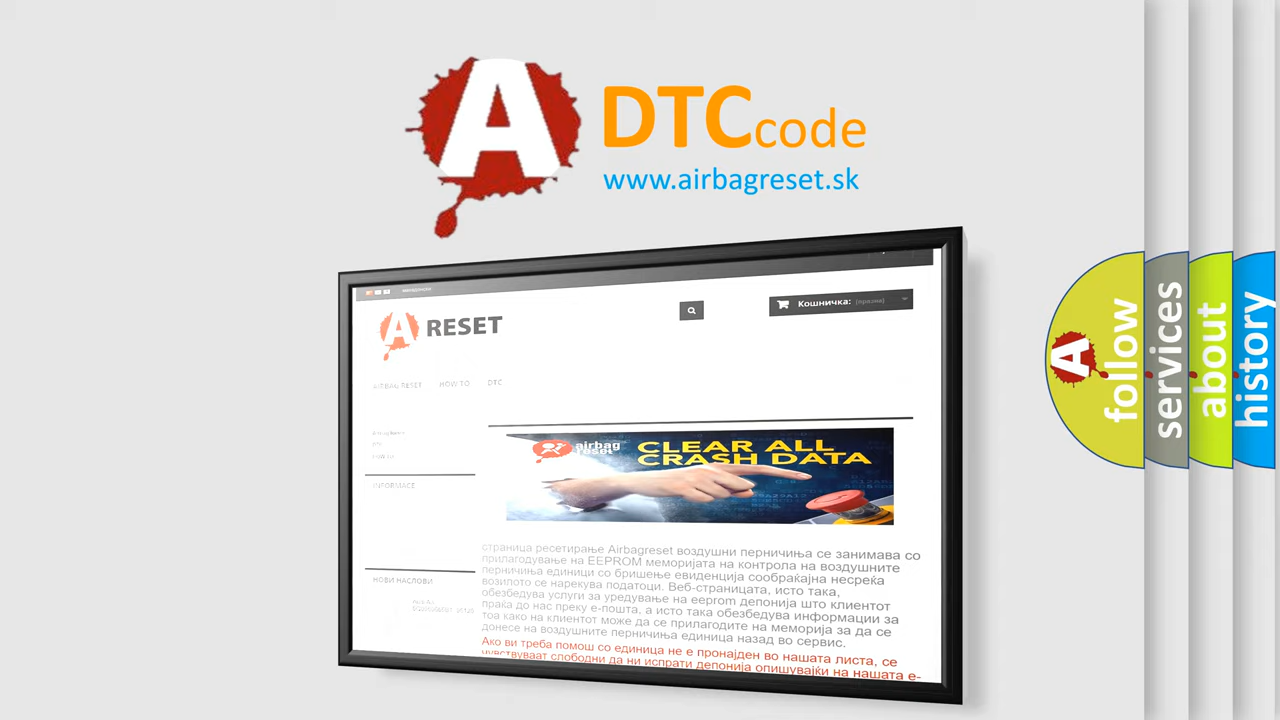 A
DTC code
www.airbagreset.sk
A RESET
Кошничка: (празни)
AIRBAG RESET HOW TO DTC
INFORMACE
airbag
reset
CLEAR ALL
CRASH DATA
страница ресетирање Airbagreset воздушни перничиња се занимава со
прилагодување на EEPROM меморијата на контрола на воздушните
перничиња единици со бришење евиденција сообраќајна несреќа
возилото се нарекува податоци. Веб-страницата, исто така,
обезбедува услуги за уредување на eeprom депонија што клиентот
праќа до нас преку е-пошта, а исто така обезбедува информации за
тоа како на клиентот може да се прилагодите на меморија за да се
донесе на воздушните перничиња единица назад во сервис.
Ако ви треба помош со единица не е пронајден во нашата листа, се
чувствуваат слободни да ни испрати депонија опишувајќи на нашата е-
НОВИ НАСЛОВИ
A follow
services
about
history